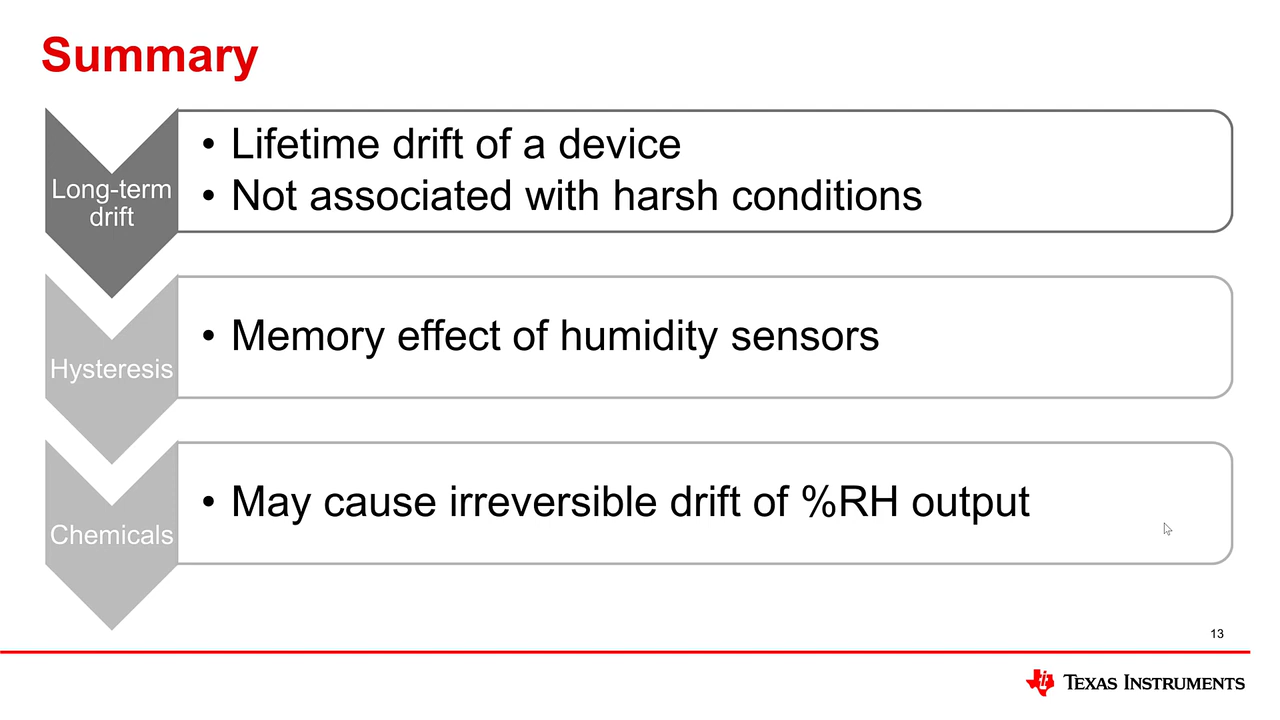 Summary
Long-term
drift
• Lifetime drift of a device
• Not associated with harsh conditions
Hysteresis
• Memory effect of humidity sensors
Chemicals
• May cause irreversible drift of %RH output
13
TEXAS INSTRUMENTS